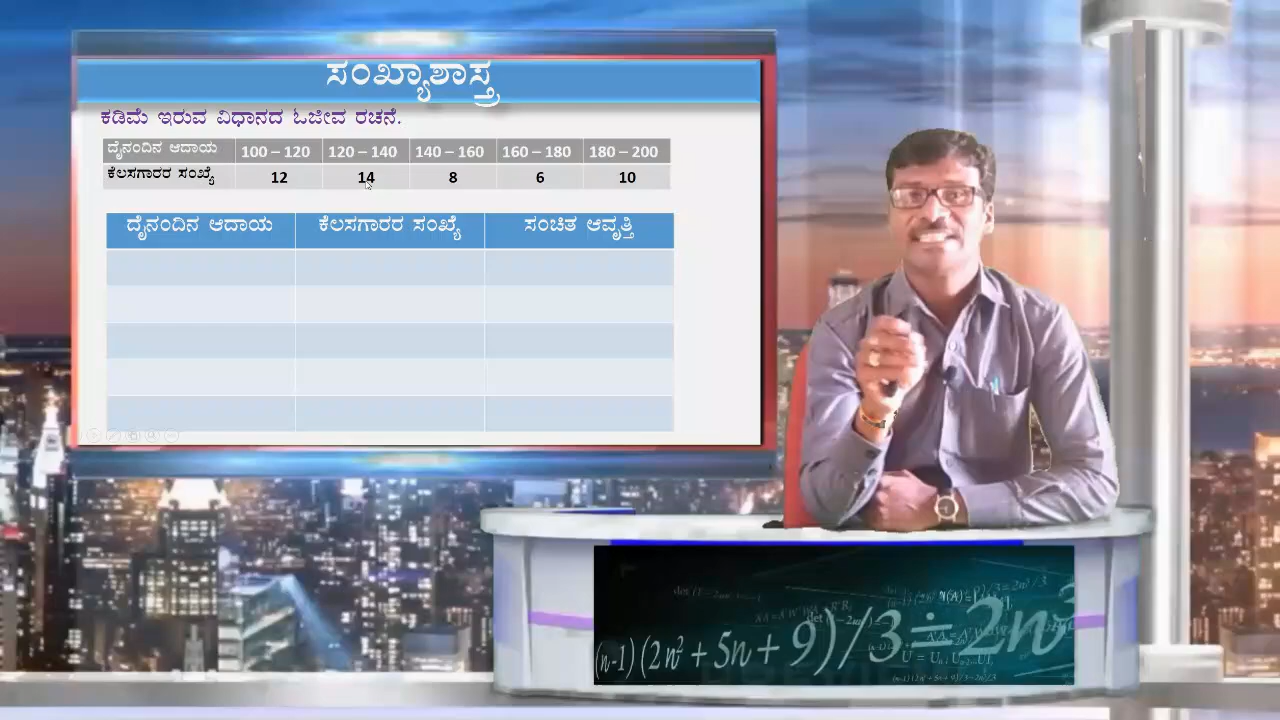 ಸಂಖ್ಯಾಶಾಸ್ತ್ರ
ಕಡಿಮೆ ಇರುವ ವಿಧಾನದ ಓಜೀವ ರಚನೆ.
ದೈನಂದಿನ ಆದಾಯ 100 – 120 120 – 140 140 – 160 160 – 180 180 – 200
ಕೆಲಸಗಾರರ ಸಂಖ್ಯೆ 12 14 8 6 10
ದೈನಂದಿನ ಆದಾಯ ಕೆಲಸಗಾರರ ಸಂಖ್ಯೆ ಸಂಚಿತ ಆವೃತ್ತಿ
(n-1)(2n²+5n+9)/3÷2n³